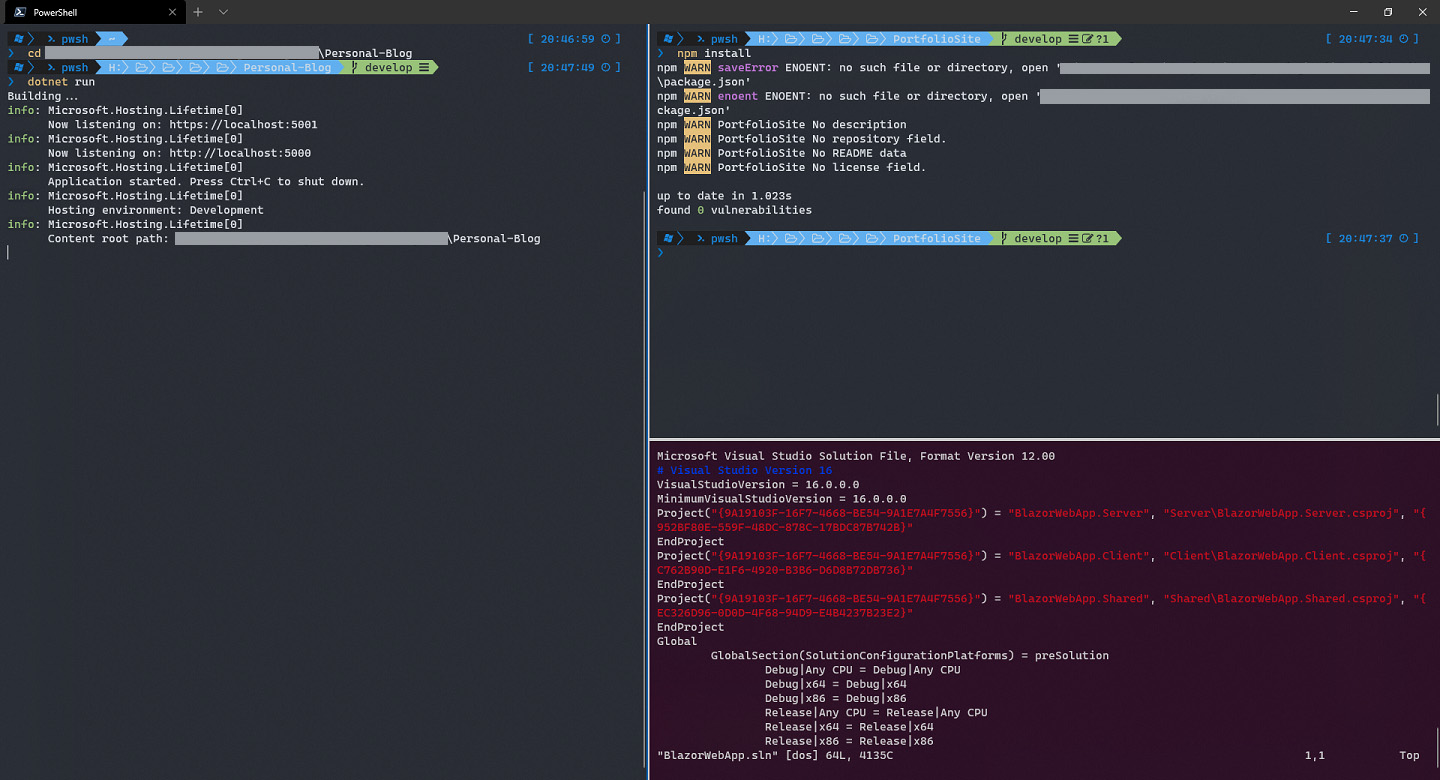 PowerShell
pwsh ~ [ 20:46:59 ]
❯ cd \Personal-Blog
pwsh H: Personal-Blog develop [ 20:47:49 ]
❯ dotnet run
Building...
info: Microsoft.Hosting.Lifetime[0]
Now listening on: https://localhost:5001
info: Microsoft.Hosting.Lifetime[0]
Now listening on: http://localhost:5000
info: Microsoft.Hosting.Lifetime[0]
Application started. Press Ctrl+C to shut down.
info: Microsoft.Hosting.Lifetime[0]
Hosting environment: Development
info: Microsoft.Hosting.Lifetime[0]
Content root path: \Personal-Blog
pwsh H: PortfolioSite develop ?1 [ 20:47:34 ]
❯ npm install
npm WARN saveError ENOENT: no such file or directory, open '
\package.json'
npm WARN enoent ENOENT: no such file or directory, open '
ckage.json'
npm WARN PortfolioSite No description
npm WARN PortfolioSite No repository field.
npm WARN PortfolioSite No README data
npm WARN PortfolioSite No license field.
up to date in 1.023s
found 0 vulnerabilities
pwsh H: PortfolioSite develop ?1 [ 20:47:37 ]
❯
Microsoft Visual Studio Solution File, Format Version 12.00
# Visual Studio Version 16
VisualStudioVersion = 16.0.0.0
MinimumVisualStudioVersion = 16.0.0.0
Project("{9A19103F-16F7-4668-BE54-9A1E7A4F7556}") = "BlazorWebApp.Server", "Server\BlazorWebApp.Server.csproj", "{
952BF80E-559F-48DC-878C-17BDC87B742B}"
EndProject
Project("{9A19103F-16F7-4668-BE54-9A1E7A4F7556}") = "BlazorWebApp.Client", "Client\BlazorWebApp.Client.csproj", "{
C762B90D-E1F6-4920-B3B6-D6D8B72DB736}"
EndProject
Project("{9A19103F-16F7-4668-BE54-9A1E7A4F7556}") = "BlazorWebApp.Shared", "Shared\BlazorWebApp.Shared.csproj", "{
EC326D96-0D0D-4F68-94D9-E4B4237B23E2}"
EndProject
Global
GlobalSection(SolutionConfigurationPlatforms) = preSolution
Debug|Any CPU = Debug|Any CPU
Debug|x64 = Debug|x64
Debug|x86 = Debug|x86
Release|Any CPU = Release|Any CPU
Release|x64 = Release|x64
Release|x86 = Release|x86
"BlazorWebApp.sln" [dos] 64L, 4135C 1,1 Top